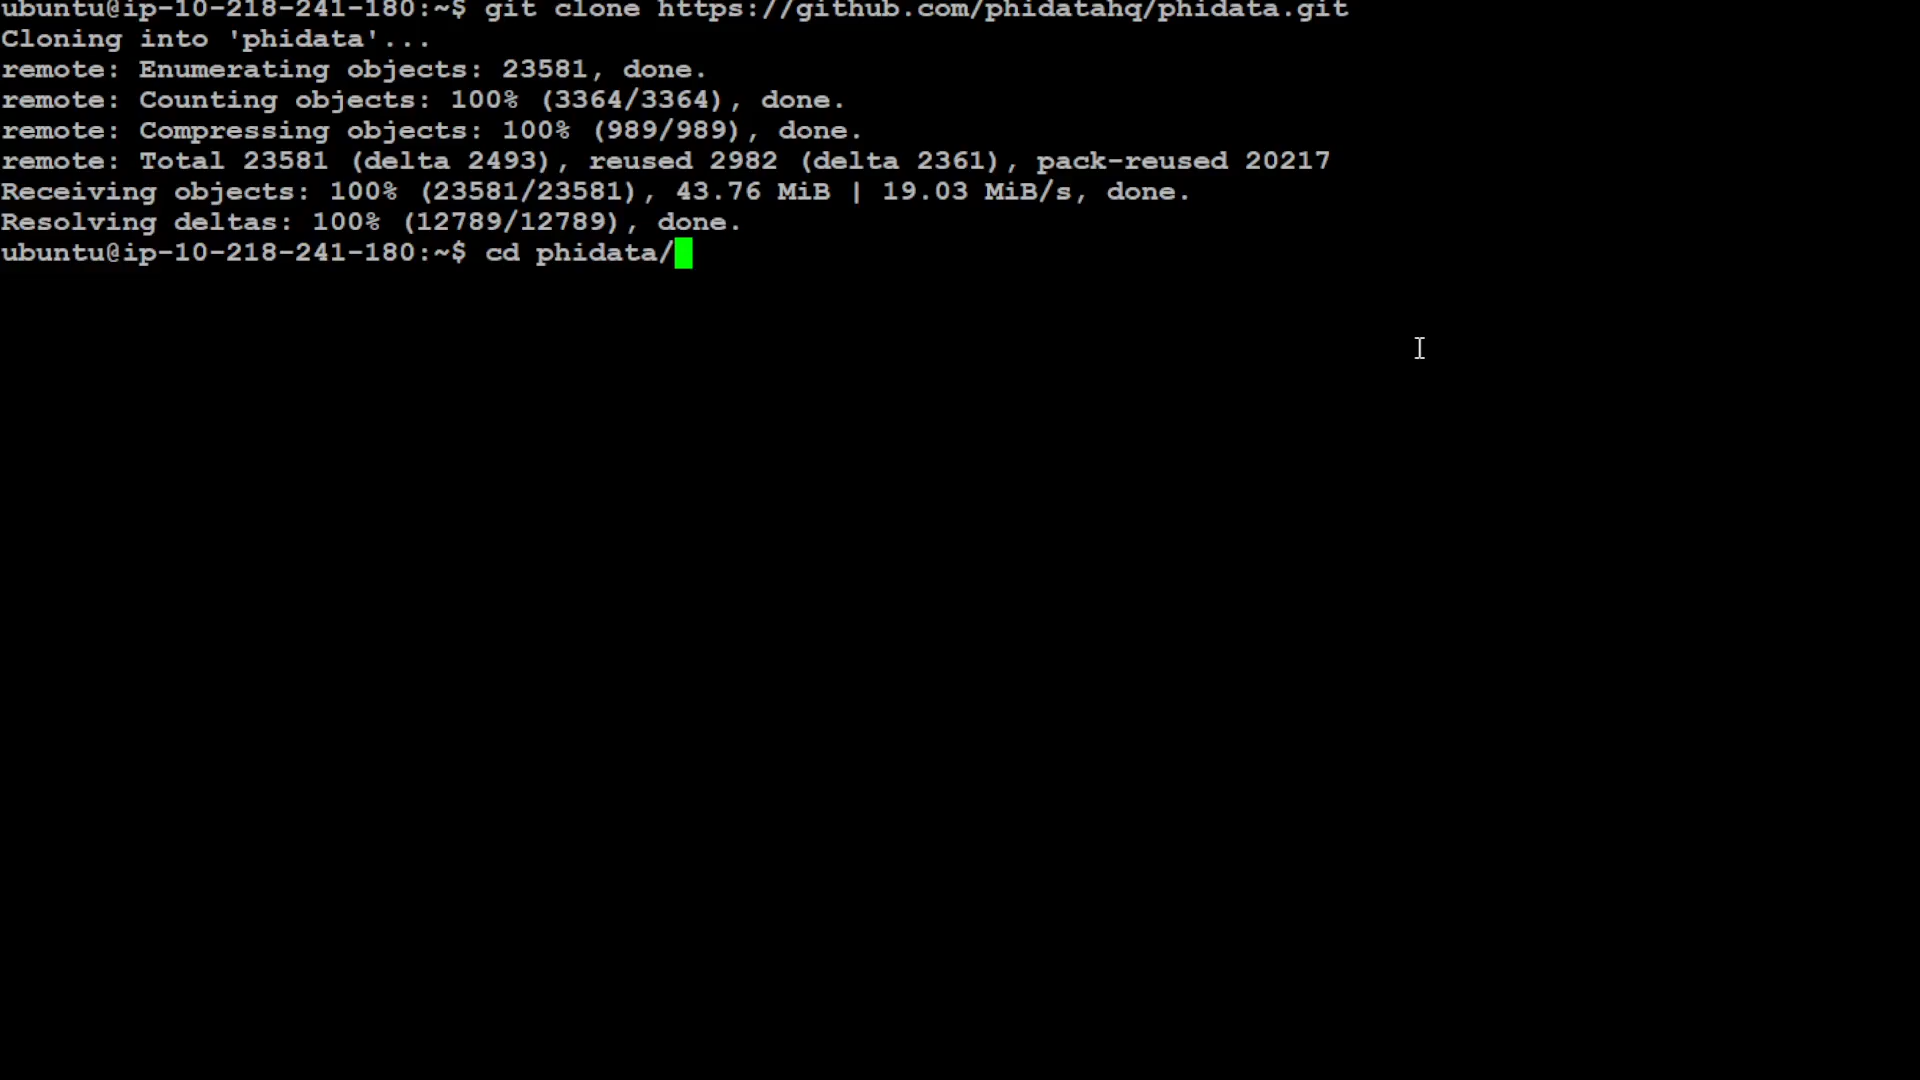 ubuntu@ip-10-218-241-180:~$ git clone https://github.com/phidatahq/phidata.git
Cloning into 'phidata'...
remote: Enumerating objects: 23581, done.
remote: Counting objects: 100% (3364/3364), done.
remote: Compressing objects: 100% (989/989), done.
remote: Total 23581 (delta 2493), reused 2982 (delta 2361), pack-reused 20217
Receiving objects: 100% (23581/23581), 43.76 MiB | 19.03 MiB/s, done.
Resolving deltas: 100% (12789/12789), done.
ubuntu@ip-10-218-241-180:~$ cd phidata/